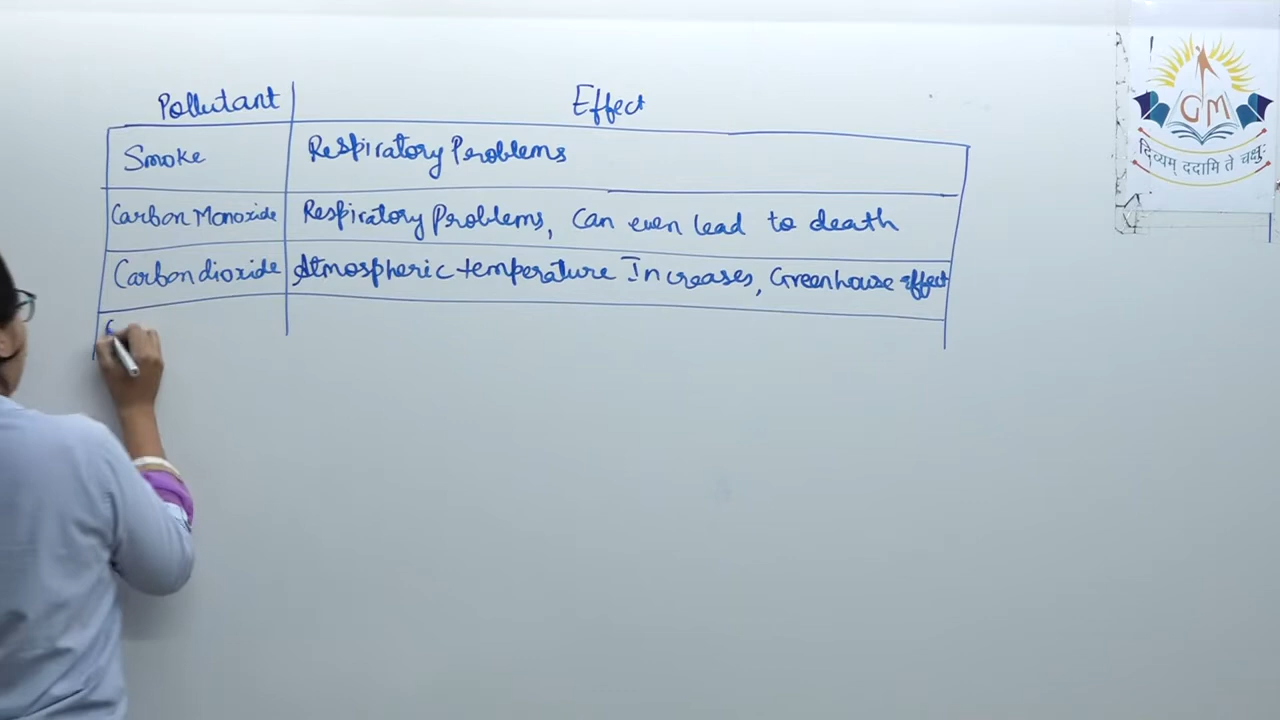 Pollutant Effect
Smoke Respiratory Problems
Carbon Monoxide Respiratory Problems, Can even lead to death
Carbondioxide Atmospheric temperature Increases, Greenhouse effect
GM
दिव्यम् ददामि ते चक्षुः